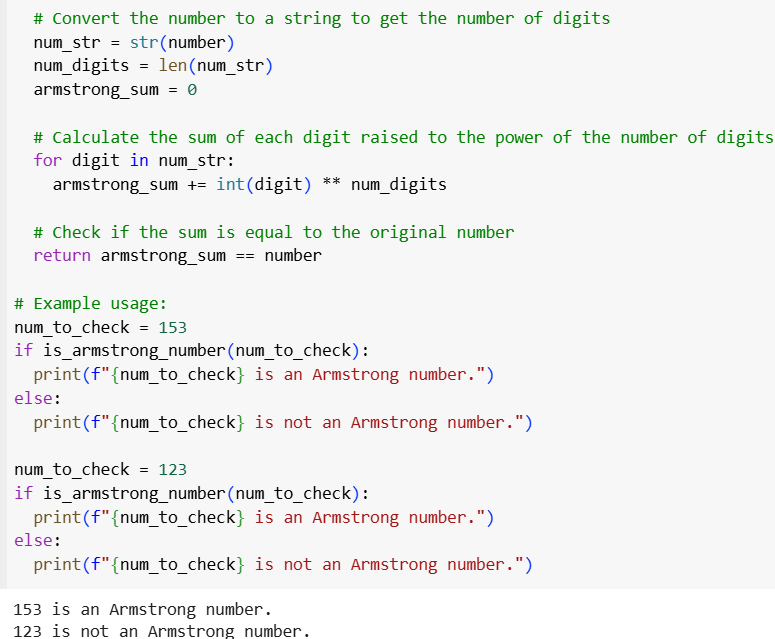 # Convert the number to a string to get the number of digits
num_str = str(number)
num_digits = len(num_str)
armstrong_sum = 0
# Calculate the sum of each digit raised to the power of the number of digits
for digit in num_str:
armstrong_sum += int(digit) ** num_digits
# Check if the sum is equal to the original number
return armstrong_sum == number
# Example usage:
num_to_check = 153
if is_armstrong_number(num_to_check):
print(f"{num_to_check} is an Armstrong number.")
else:
print(f"{num_to_check} is not an Armstrong number.")
num_to_check = 123
if is_armstrong_number(num_to_check):
print(f"{num_to_check} is an Armstrong number.")
else:
print(f"{num_to_check} is not an Armstrong number.")
153 is an Armstrong number.
123 is not an Armstrong number.